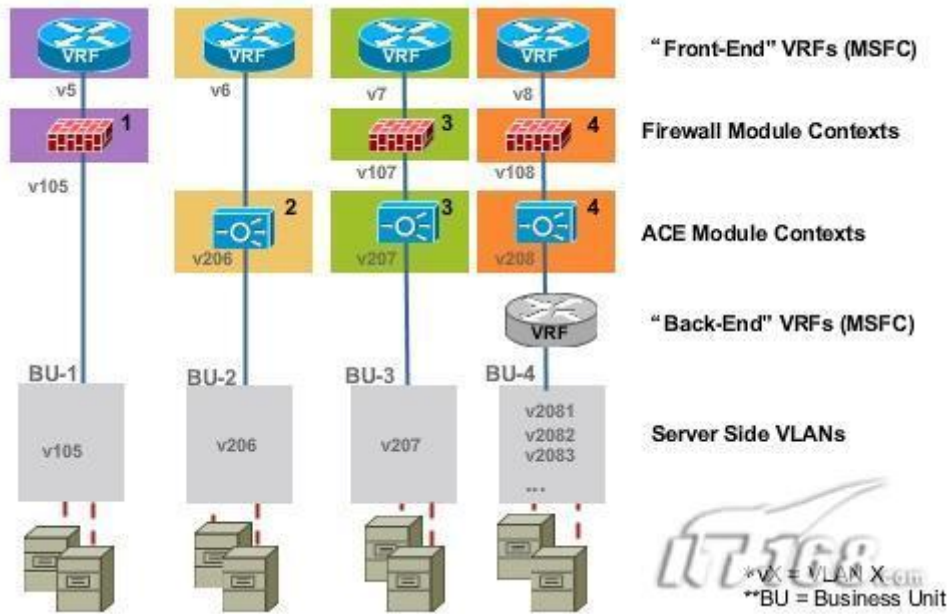 VRF VRF VRF VRF "Front-End" VRFs (MSFC)
v5 v6 v7 v8
1 3 4 Firewall Module Contexts
v105 v107 v108
2 3 4 ACE Module Contexts
v206 v207 v208
VRF "Back-End" VRFs (MSFC)
BU-1 BU-2 BU-3 BU-4
v2081
v105 v206 v207 v2082 Server Side VLANs
v2083
...
IT168.com
*vX = VLAN X
**BU = Business Unit